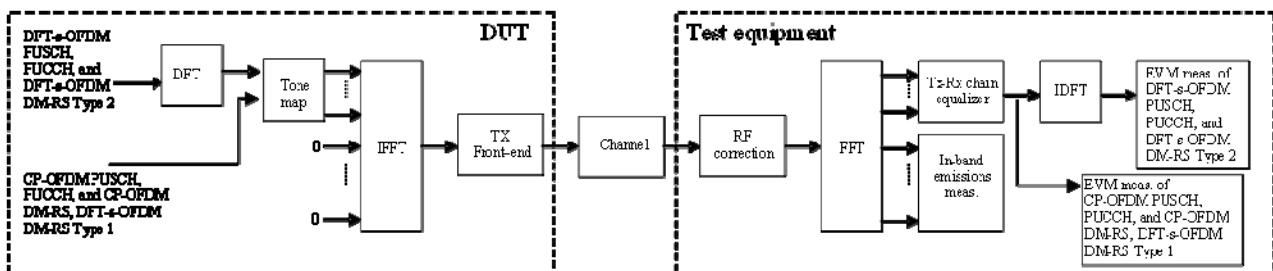 DUT
Test equipment
DFT-s-OFDM
PUSCH,
PUCCH, and
DFT-s-OFDM
DM-RS Type 2
DFT
Tone
map
0
0
IFFT
TX
Front-end
Channel
RF
correction
FFT
Tx-Rx chain
equalizer
IDFT
EVM meas. of
DFT-s-OFDM
PUSCH,
PUCCH, and
DFT-s-OFDM
DM-RS Type 2
In-band
emissions
meas.
CP-OFDM PUSCH,
PUCCH, and CP-OFDM
DM-RS, DFT-s-OFDM
DM-RS Type 1
EVM meas. of
CP-OFDM PUSCH,
PUCCH, and CP-OFDM
DM-RS, DFT-s-OFDM
DM-RS Type 1